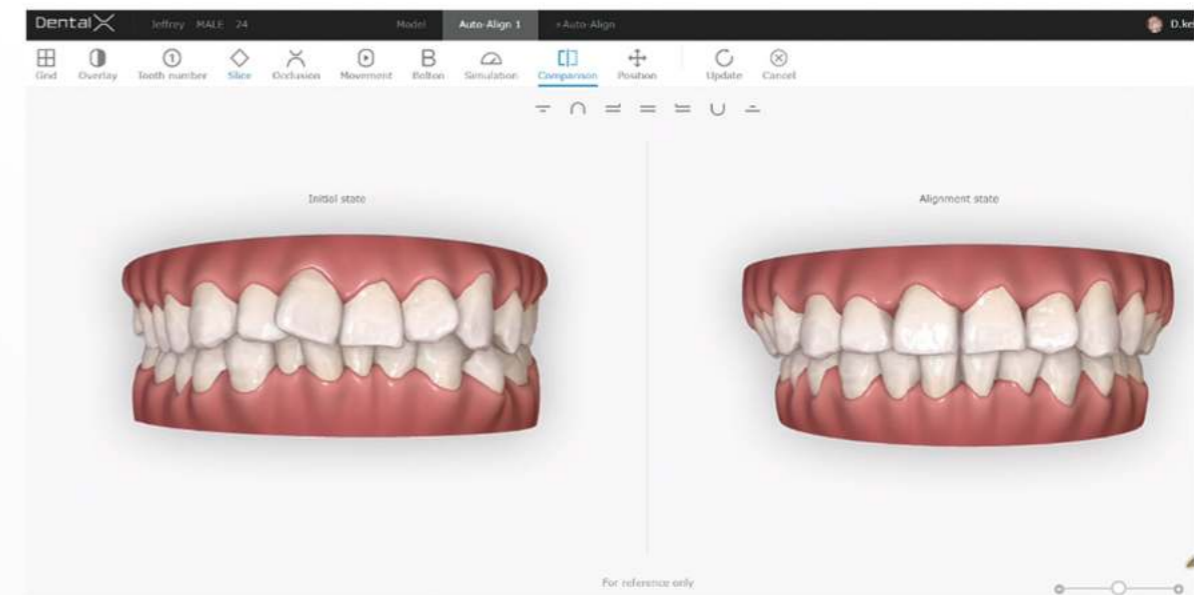 DentalX Jeffrey MALE 24 Model Auto-Align 1 +Auto-Align
Grid Overlay Tooth number Slice Occlusion Movement Bolton Simulation Comparison Position Update Cancel
Initial state Alignment state
For reference only